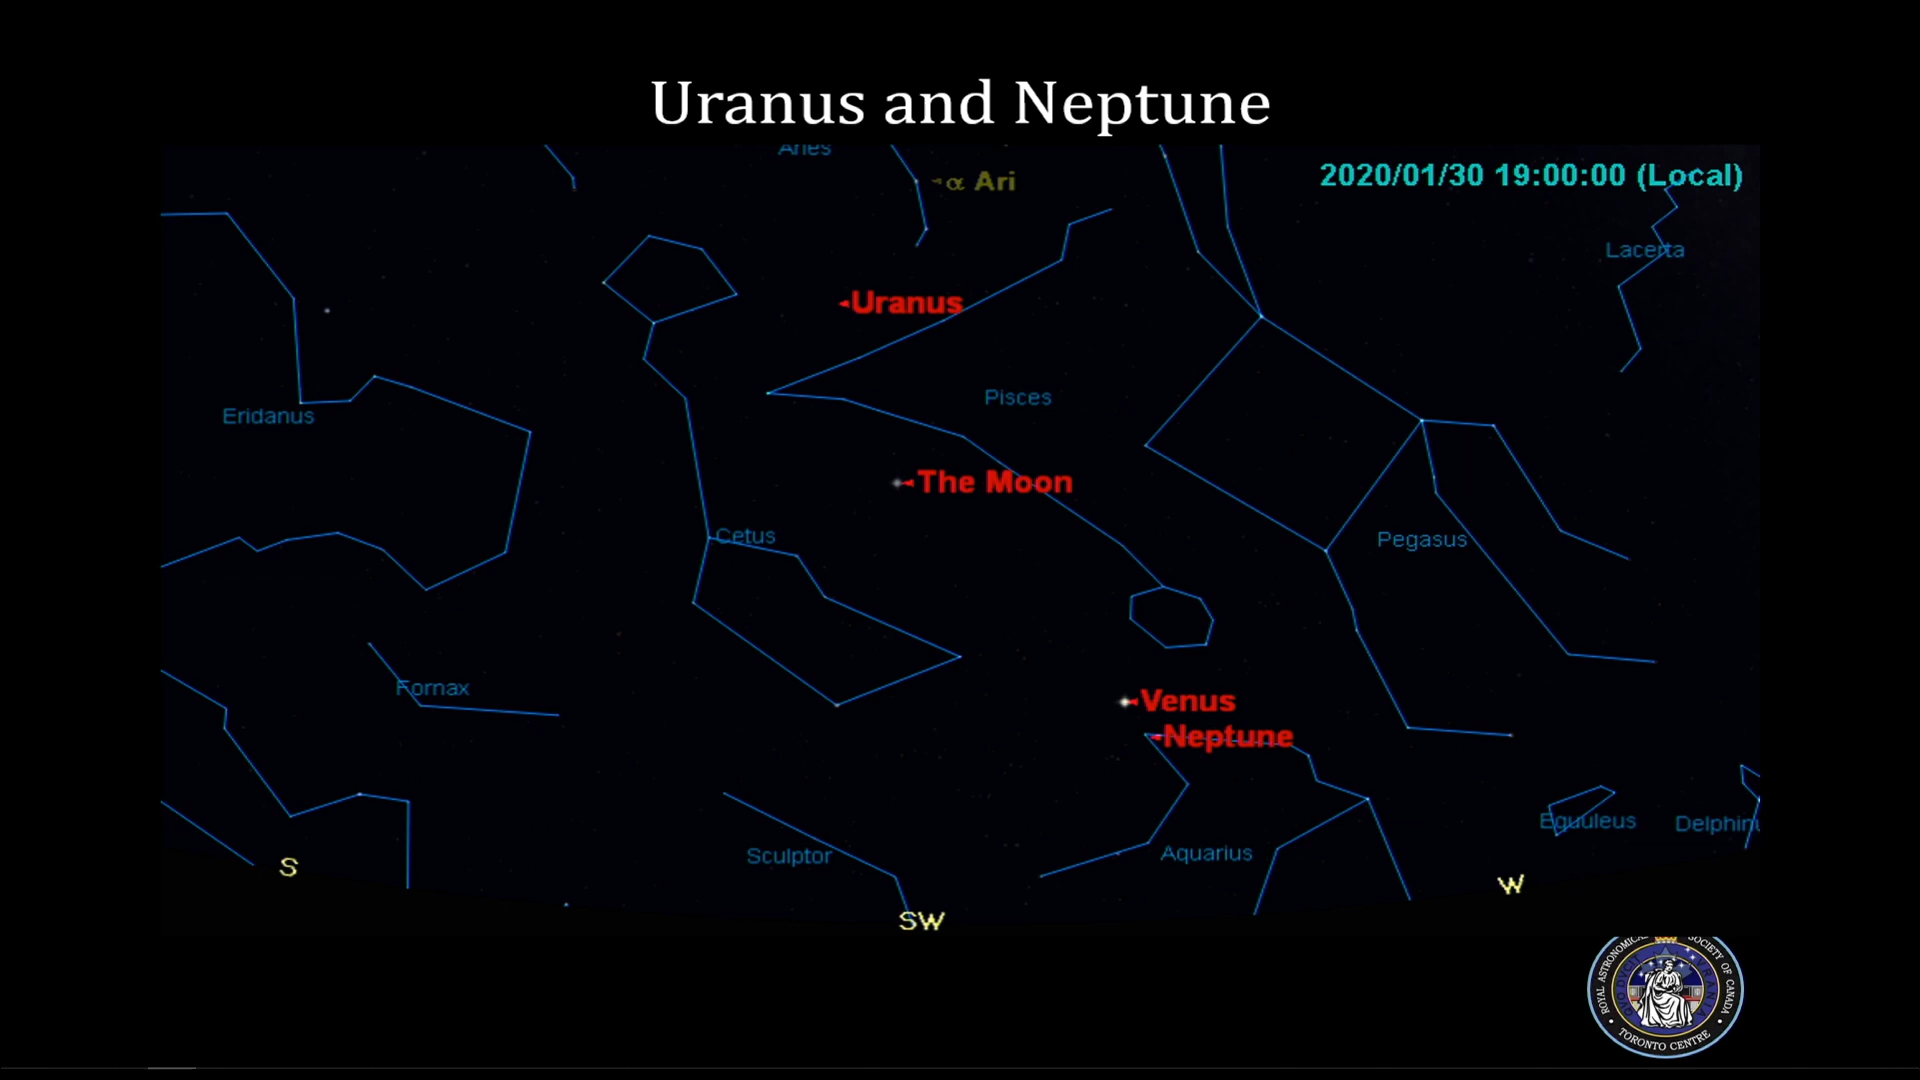 Uranus and Neptune
Aries
α Ari
2020/01/30 19:00:00 (Local)
Lacerta
Uranus
Pisces
Eridanus
The Moon
Cetus
Pegasus
Fornax
Venus
Neptune
Equuleus
Delphinu
Sculptor
Aquarius
S
W
SW
ROYAL ASTRONOMICAL SOCIETY OF CANADA
TORONTO CENTRE